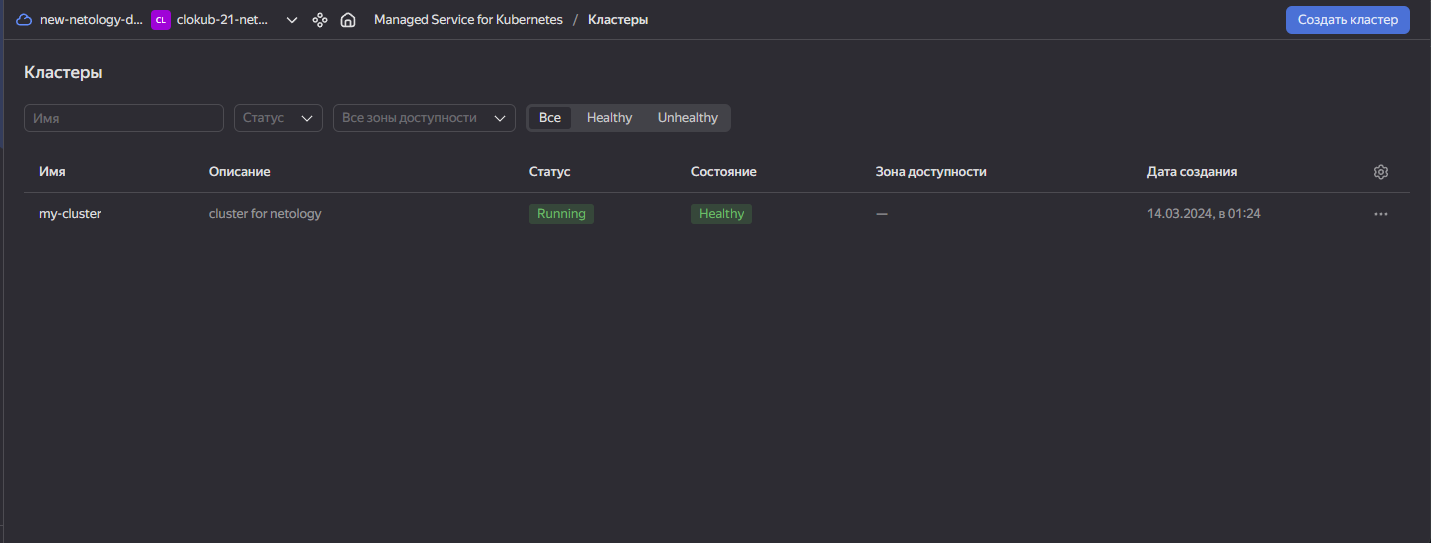 new-netology-d... CL clokub-21-net... Managed Service for Kubernetes / Кластеры Создать кластер
Кластеры
Имя Статус Все зоны доступности Все Healthy Unhealthy
Имя Описание Статус Состояние Зона доступности Дата создания
my-cluster cluster for netology Running Healthy — 14.03.2024, в 01:24